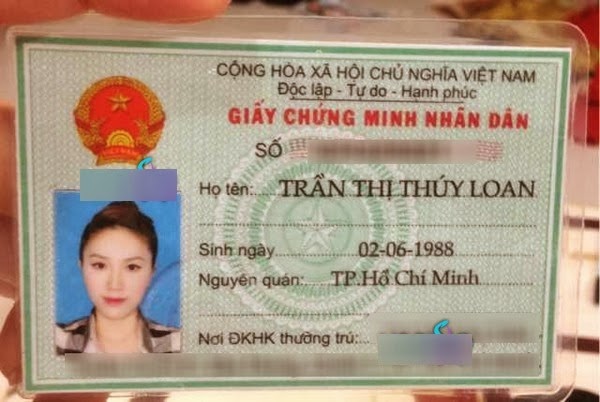 CỘNG HÒA XÃ HỘI CHỦ NGHĨA VIỆT NAM
Độc lập - Tự do - Hạnh phúc
GIẤY CHỨNG MINH NHÂN DÂN
SỐ
Họ tên: TRẦN THỊ THÚY LOAN
Sinh ngày 02-06-1988
Nguyên quán: TP.Hồ Chí Minh
Nơi ĐKHK thường trú: